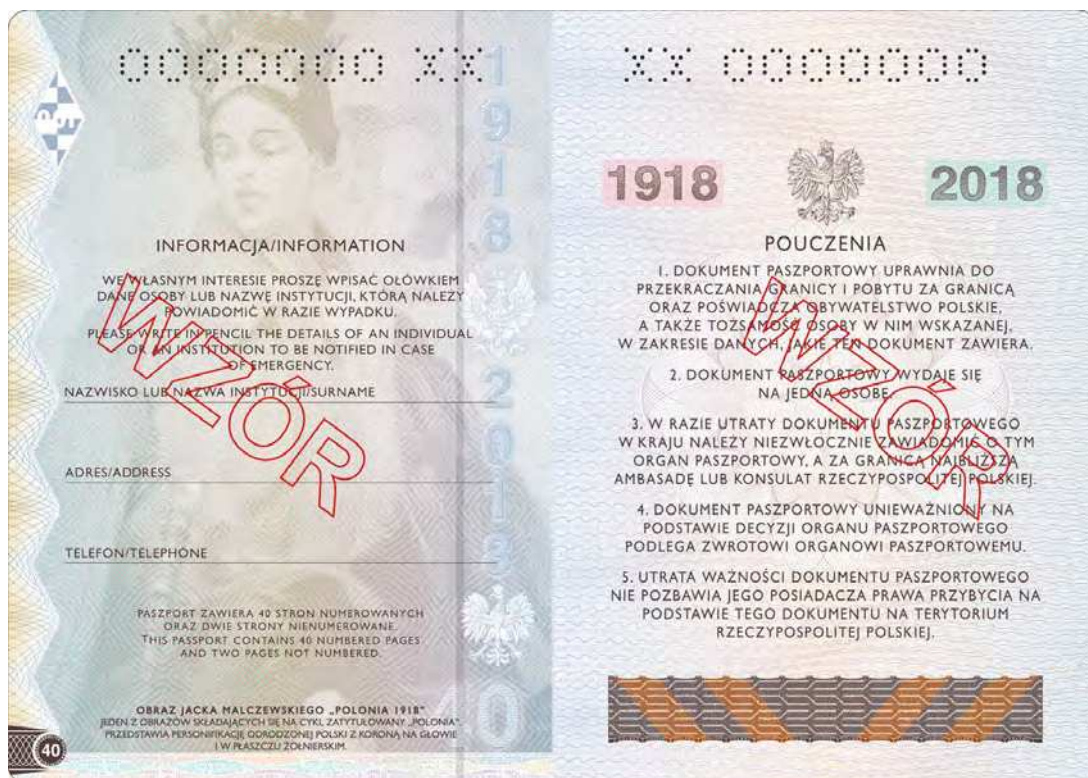 0000000 XX
1918 2018
INFORMACJA/INFORMATION
WE WŁASNYM INTERESIE PROSZĘ WPISAĆ OŁÓWKIEM
DANE OSOBY LUB NAZWĘ INSTYTUCJI, KTÓRĄ NALEŻY
POWIADOMIĆ W RAZIE WYPADKU.
PLEASE WRITE IN PENCIL THE DETAILS OF AN INDIVIDUAL
OR AN INSTITUTION TO BE NOTIFIED IN CASE
OF EMERGENCY.
NAZWISKO LUB NAZWA INSTYTUCJI/SURNAME
ADRES/ADDRESS
TELEFON/TELEPHONE
WZÓR
PASZPORT ZAWIERA 40 STRON NUMEROWANYCH
ORAZ DWIE STRONY NIENUMEROWANE.
THIS PASSPORT CONTAINS 40 NUMBERED PAGES
AND TWO PAGES NOT NUMBERED.
OBRAZ JACKA MALCZEWSKIEGO „POLONIA 1918”
JEDEN Z OBRAZÓW SKŁADAJĄCYCH SIĘ NA CYKL ZATYTUŁOWANY „POLONIA”.
PRZEDSTAWIA PERSONIFIKACJĘ ODRODZONEJ POLSKI Z KORONĄ NA GŁOWIE
I W PŁASZCZU ŻOŁNIERSKIM.
40
40
XX 0000000
1918 2018
POUCZENIA
1. DOKUMENT PASZPORTOWY UPRAWNIA DO
PRZEKRACZANIA GRANICY I POBYTU ZA GRANICĄ
ORAZ POŚWIADCZA OBYWATELSTWO POLSKIE,
A TAKŻE TOŻSAMOŚĆ OSOBY W NIM WSKAZANEJ,
W ZAKRESIE DANYCH, JAKIE TEN DOKUMENT ZAWIERA.
2. DOKUMENT PASZPORTOWY WYDAJE SIĘ
NA JEDNĄ OSOBĘ.
3. W RAZIE UTRATY DOKUMENTU PASZPORTOWEGO
W KRAJU NALEŻY NIEZWŁOCZNIE ZAWIADOMIĆ O TYM
ORGAN PASZPORTOWY, A ZA GRANICĄ NAJBLIŻSZĄ
AMBASADĘ LUB KONSULAT RZECZYPOSPOLITEJ POLSKIEJ.
4. DOKUMENT PASZPORTOWY UNIEWAŻNIONY NA
PODSTAWIE DECYZJI ORGANU PASZPORTOWEGO
PODLEGA ZWROTOWI ORGANOWI PASZPORTOWEMU.
5. UTRATA WAŻNOŚCI DOKUMENTU PASZPORTOWEGO
NIE POZBAWIA JEGO POSIADACZA PRAWA PRZYBYCIA NA
PODSTAWIE TEGO DOKUMENTU NA TERYTORIUM
RZECZYPOSPOLITEJ POLSKIEJ.
WZÓR